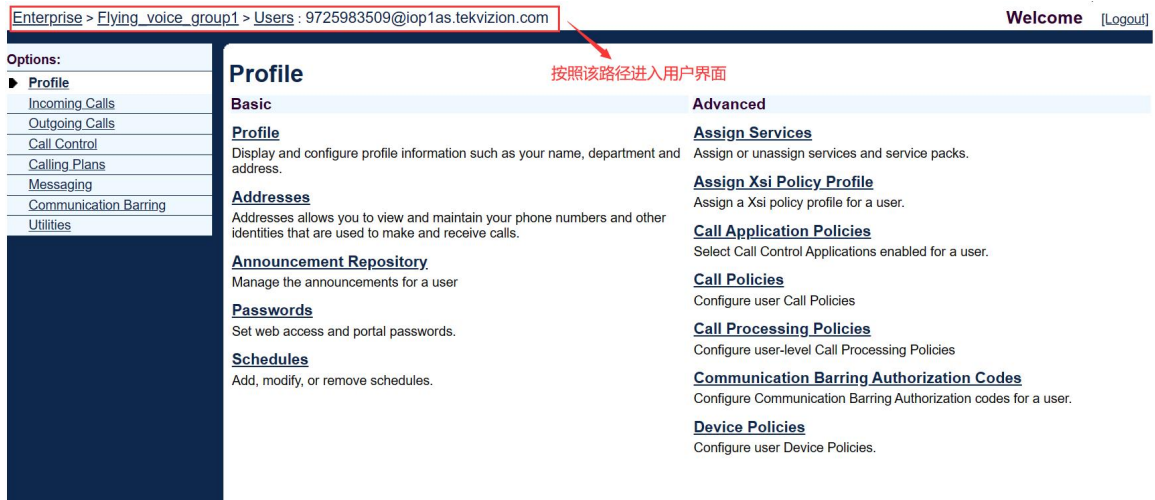 Enterprise > Flying_voice_group1 > Users : 9725983509@iop1as.tekvizion.com
Welcome [Logout]
Options:
Profile
Incoming Calls
Outgoing Calls
Call Control
Calling Plans
Messaging
Communication Barring
Utilities
Profile
按照该路径进入用户界面
Basic
Profile
Display and configure profile information such as your name, department and
address.
Addresses
Addresses allows you to view and maintain your phone numbers and other
identities that are used to make and receive calls.
Announcement Repository
Manage the announcements for a user
Passwords
Set web access and portal passwords.
Schedules
Add, modify, or remove schedules.
Advanced
Assign Services
Assign or unassign services and service packs.
Assign Xsi Policy Profile
Assign a Xsi policy profile for a user.
Call Application Policies
Select Call Control Applications enabled for a user.
Call Policies
Configure user Call Policies
Call Processing Policies
Configure user-level Call Processing Policies
Communication Barring Authorization Codes
Configure Communication Barring Authorization codes for a user.
Device Policies
Configure user Device Policies.